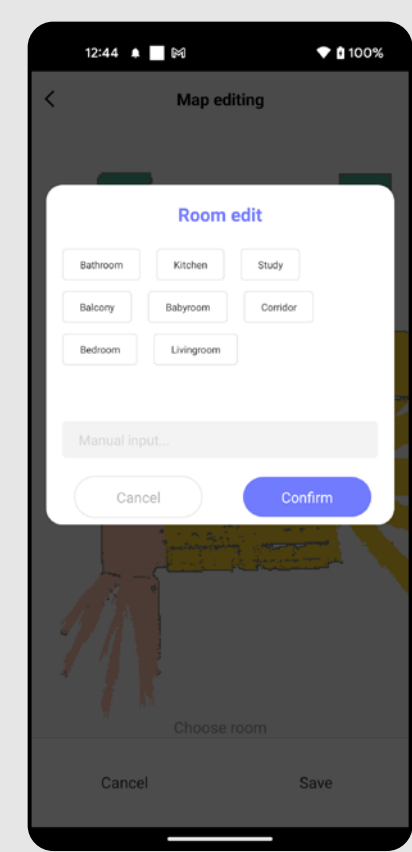 12:44 100%
Map editing
Room edit
Bathroom Kitchen Study
Balcony Babyroom Corridor
Bedroom Livingroom
Manual input...
Cancel Confirm
Choose room
Cancel Save